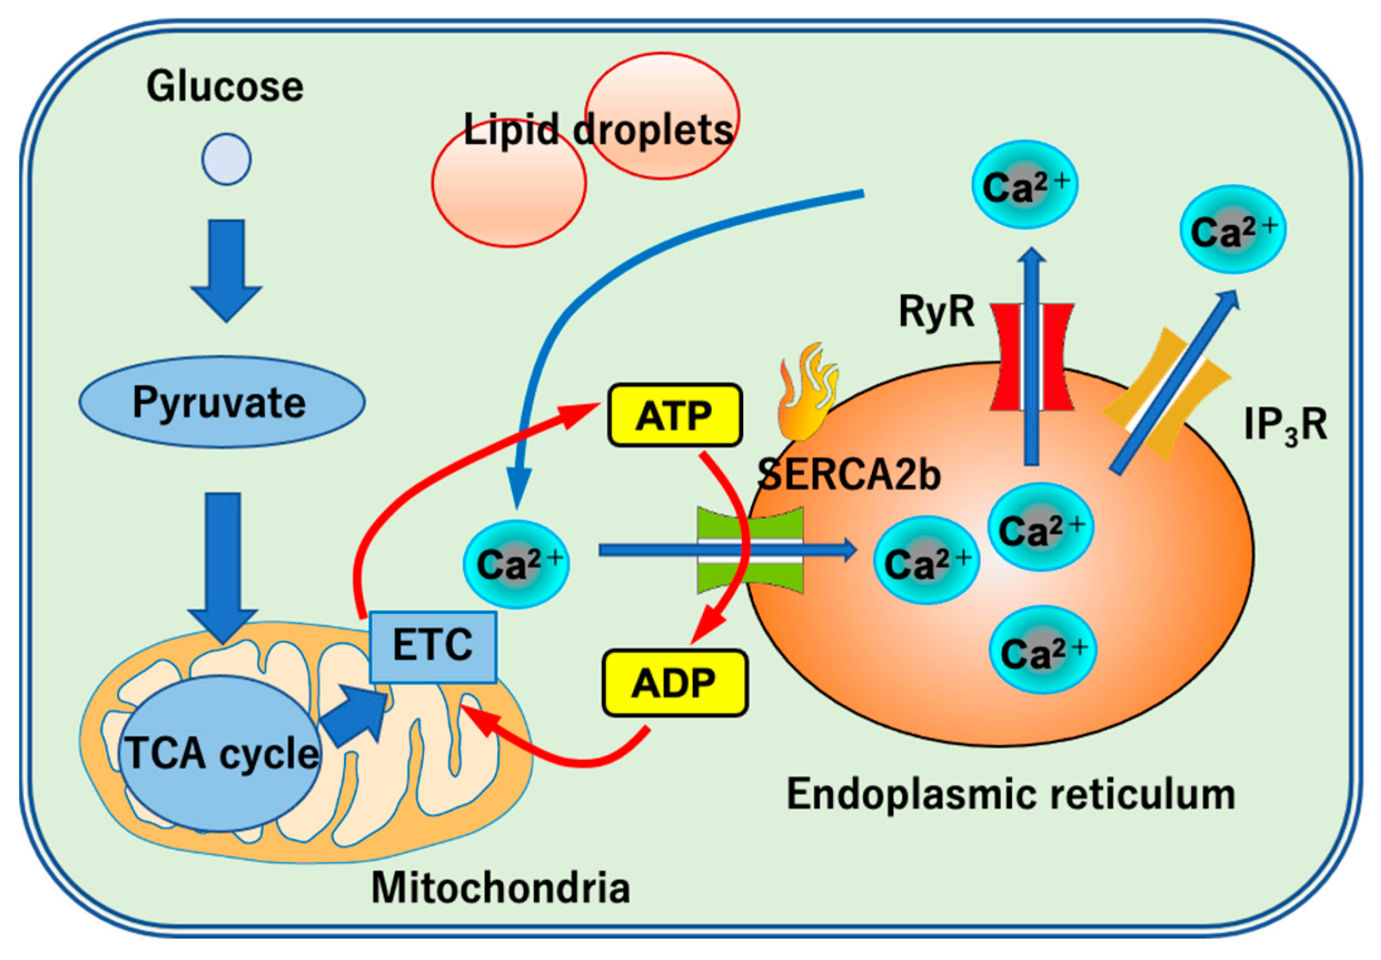 Glucose
Lipid droplets
Ca²⁺
Ca²⁺
RyR
Pyruvate
ATP
IP₃R
SERCA2b
Ca²⁺
Ca²⁺
Ca²⁺
ETC
Ca²⁺
ADP
TCA cycle
Endoplasmic reticulum
Mitochondria